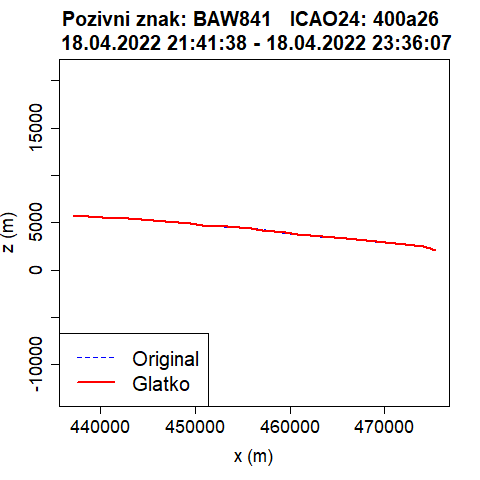 Pozivni znak: BAW841 ICAO24: 400a26
18.04.2022 21:41:38 - 18.04.2022 23:36:07
15000
5000
0
-10000
z (m)
Original
Glatko
440000 450000 460000 470000
x (m)